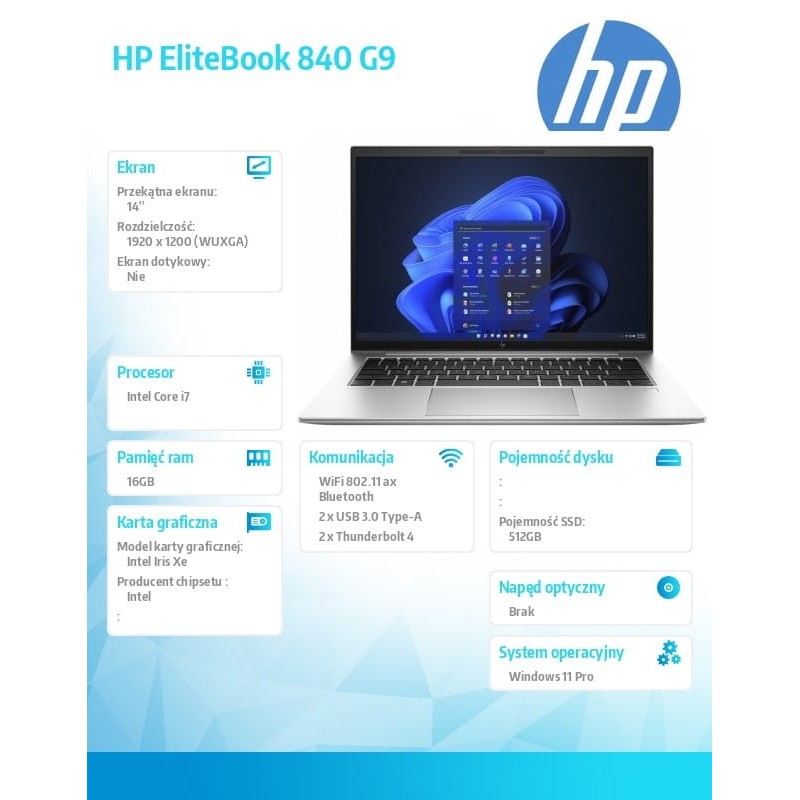 HP EliteBook 840 G9
hp
Ekran
Przekątna ekranu:
14"
Rozdzielczość:
1920 x 1200 (WUXGA)
Ekran dotykowy:
Nie
Procesor
Intel Core i7
Pamięć ram
16GB
Karta graficzna
Model karty graficznej:
Intel Iris Xe
Producent chipsetu :
Intel
:
Komunikacja
WiFi 802.11 ax
Bluetooth
2 x USB 3.0 Type-A
2 x Thunderbolt 4
Pojemność dysku
:
:
Pojemność SSD:
512GB
Napęd optyczny
Brak
System operacyjny
Windows 11 Pro